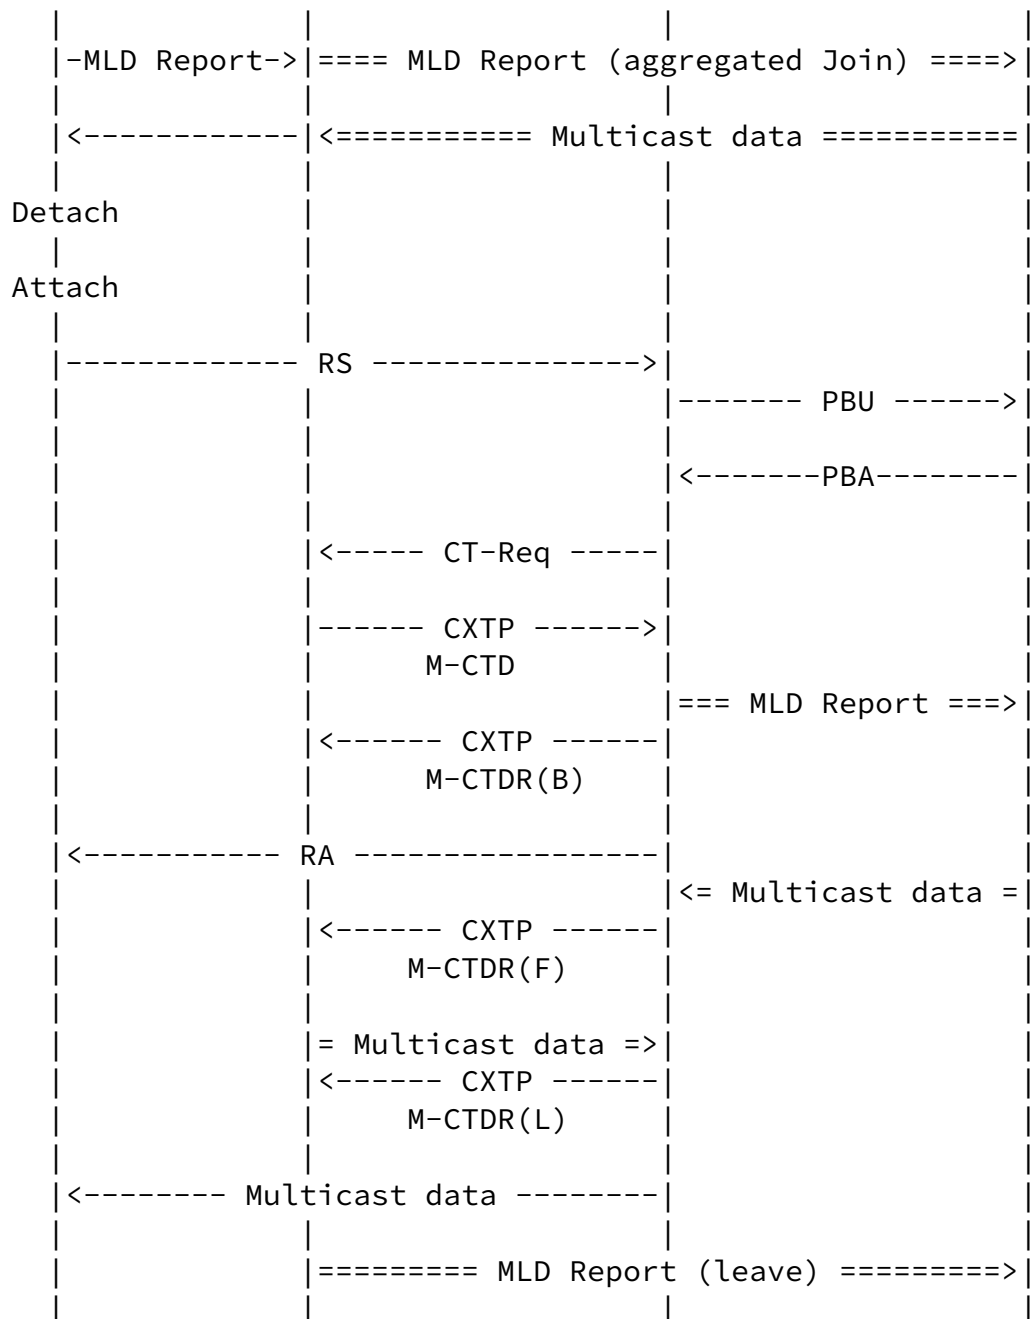 -MLD Report-> ==== MLD Report (aggregated Join) ====>
<------------ <=========== Multicast data ===========
Detach
Attach
------------- RS --------------->
------- PBU ------>
<-------PBA--------
<----- CT-Req -----
------ CXTP ------>
M-CTD
=== MLD Report ===>
<------ CXTP ------
M-CTDR(B)
<----------- RA -----------------
<= Multicast data =
<------ CXTP ------
M-CTDR(F)
= Multicast data =>
<------ CXTP ------
M-CTDR(L)
<-------- Multicast data --------
========= MLD Report (leave) =========>